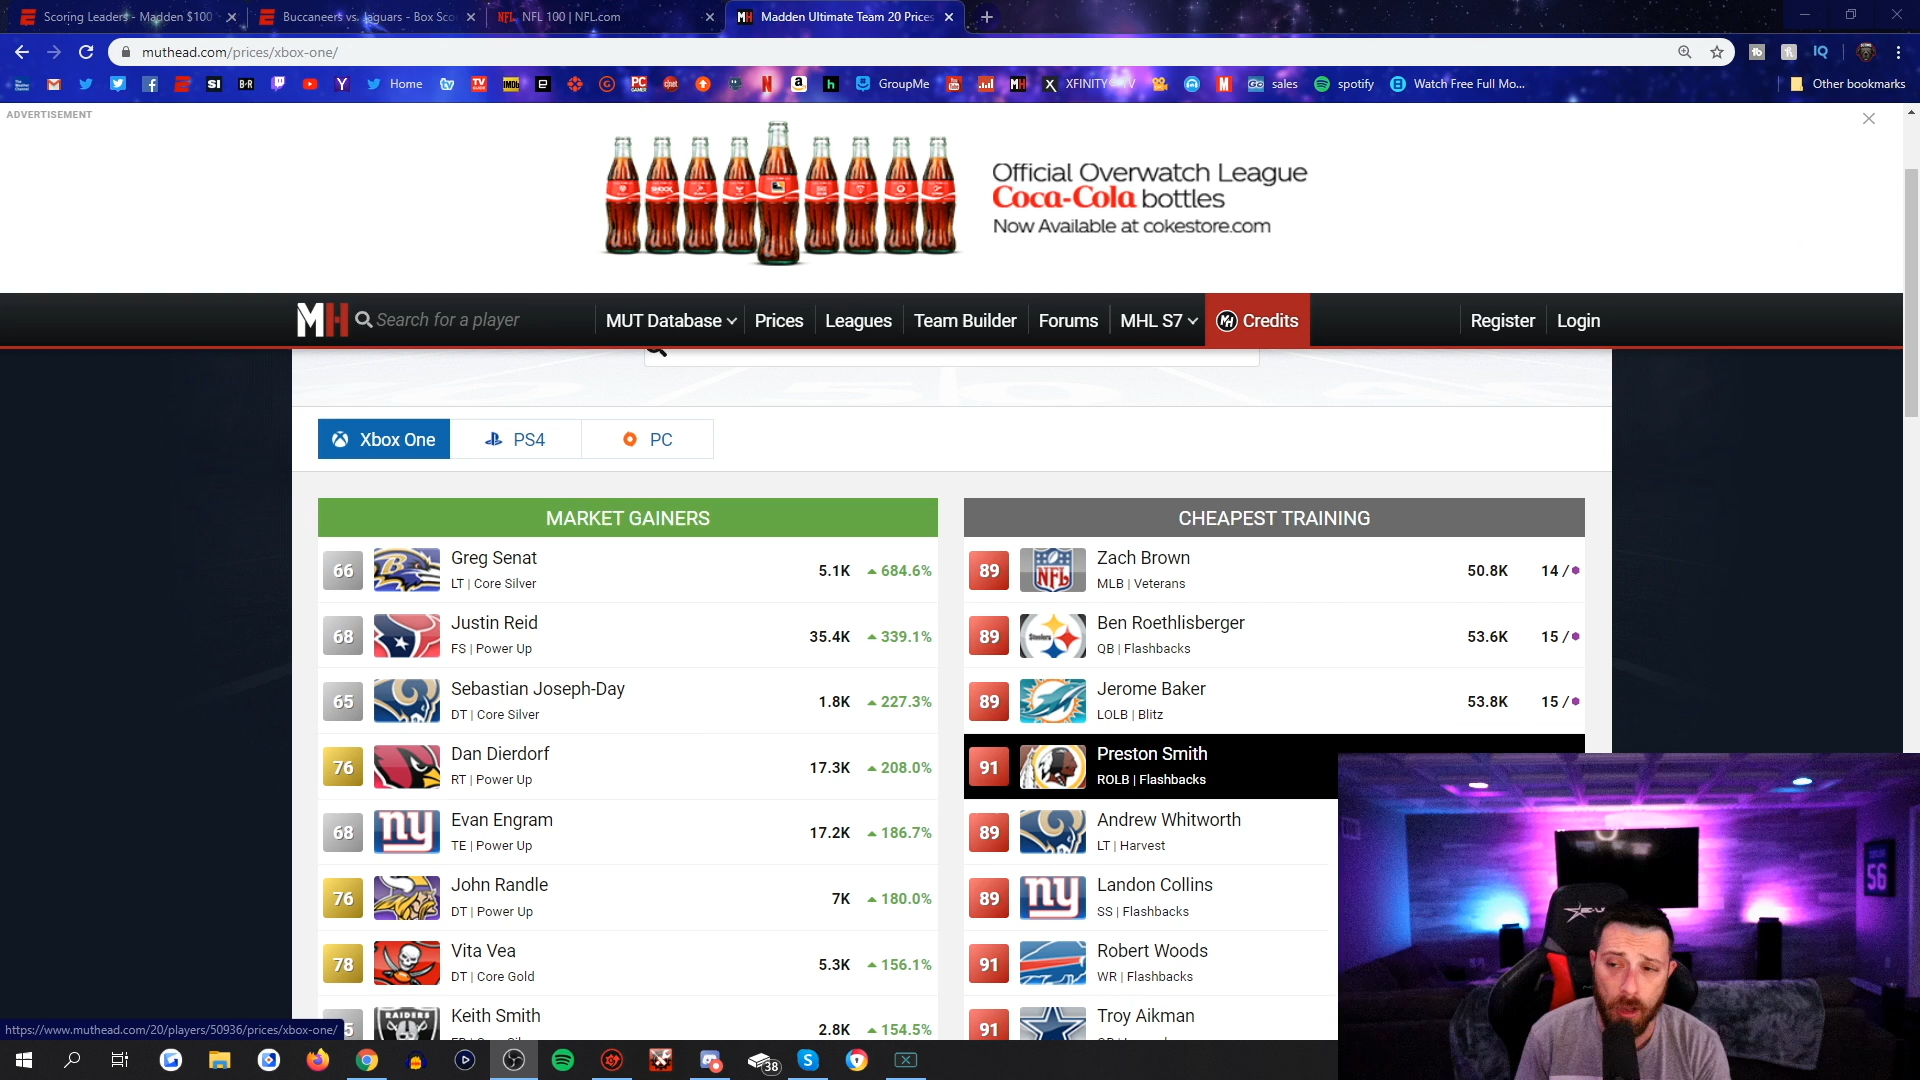 Scoring Leaders - Madden $100
Buccaneers vs. Jaguars - Box Sco
NFL 100 | NFL.com
Madden Ultimate Team 20 Prices
muthead.com/prices/xbox-one/
Home
GroupMe
XFINITY
TV
sales
spotify
Watch Free Full Mo...
Other bookmarks
ADVERTISEMENT
Official Overwatch League
Coca-Cola bottles
Now Available at cokestore.com
MH
Search for a player
MUT Database
Prices
Leagues
Team Builder
Forums
MHL S7
Credits
Register
Login
Xbox One
PS4
PC
MARKET GAINERS
66 Greg Senat 5.1K 684.6%
LT | Core Silver
68 Justin Reid 35.4K 339.1%
FS | Power Up
65 Sebastian Joseph-Day 1.8K 227.3%
DT | Core Silver
76 Dan Dierdorf 17.3K 208.0%
RT | Power Up
68 Evan Engram 17.2K 186.7%
TE | Power Up
76 John Randle 7K 180.0%
DT | Power Up
78 Vita Vea 5.3K 156.1%
DT | Core Gold
Keith Smith 2.8K 154.5%
CHEAPEST TRAINING
89 Zach Brown 50.8K 14 /
MLB | Veterans
89 Ben Roethlisberger 53.6K 15 /
QB | Flashbacks
89 Jerome Baker 53.8K 15 /
LOLB | Blitz
91 Preston Smith
ROLB | Flashbacks
89 Andrew Whitworth
LT | Harvest
89 Landon Collins
SS | Flashbacks
91 Robert Woods
WR | Flashbacks
91 Troy Aikman
https://www.muthead.com/20/players/50936/prices/xbox-one/
38
56